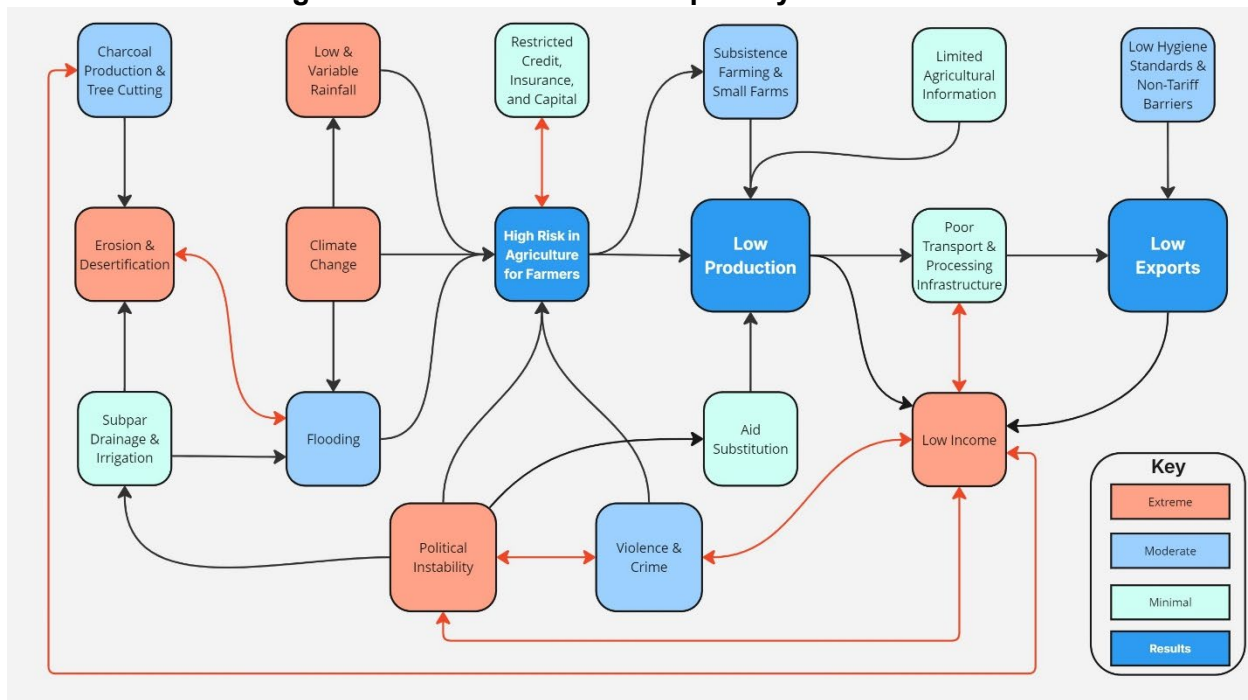 Charcoal
Production &
Tree Cutting
Low &
Variable
Rainfall
Restricted
Credit,
Insurance,
and Capital
Subsistence
Farming &
Small Farms
Limited
Agricultural
Information
Low Hygiene
Standards &
Non-Tariff
Barriers
Erosion &
Desertification
Climate
Change
High Risk in
Agriculture
for Farmers
Low
Production
Poor
Transport &
Processing
Infrastructure
Low
Exports
Subpar
Drainage &
Irrigation
Flooding
Aid
Substitution
Low Income
Political
Instability
Violence &
Crime
Key
Extreme
Moderate
Minimal
Results